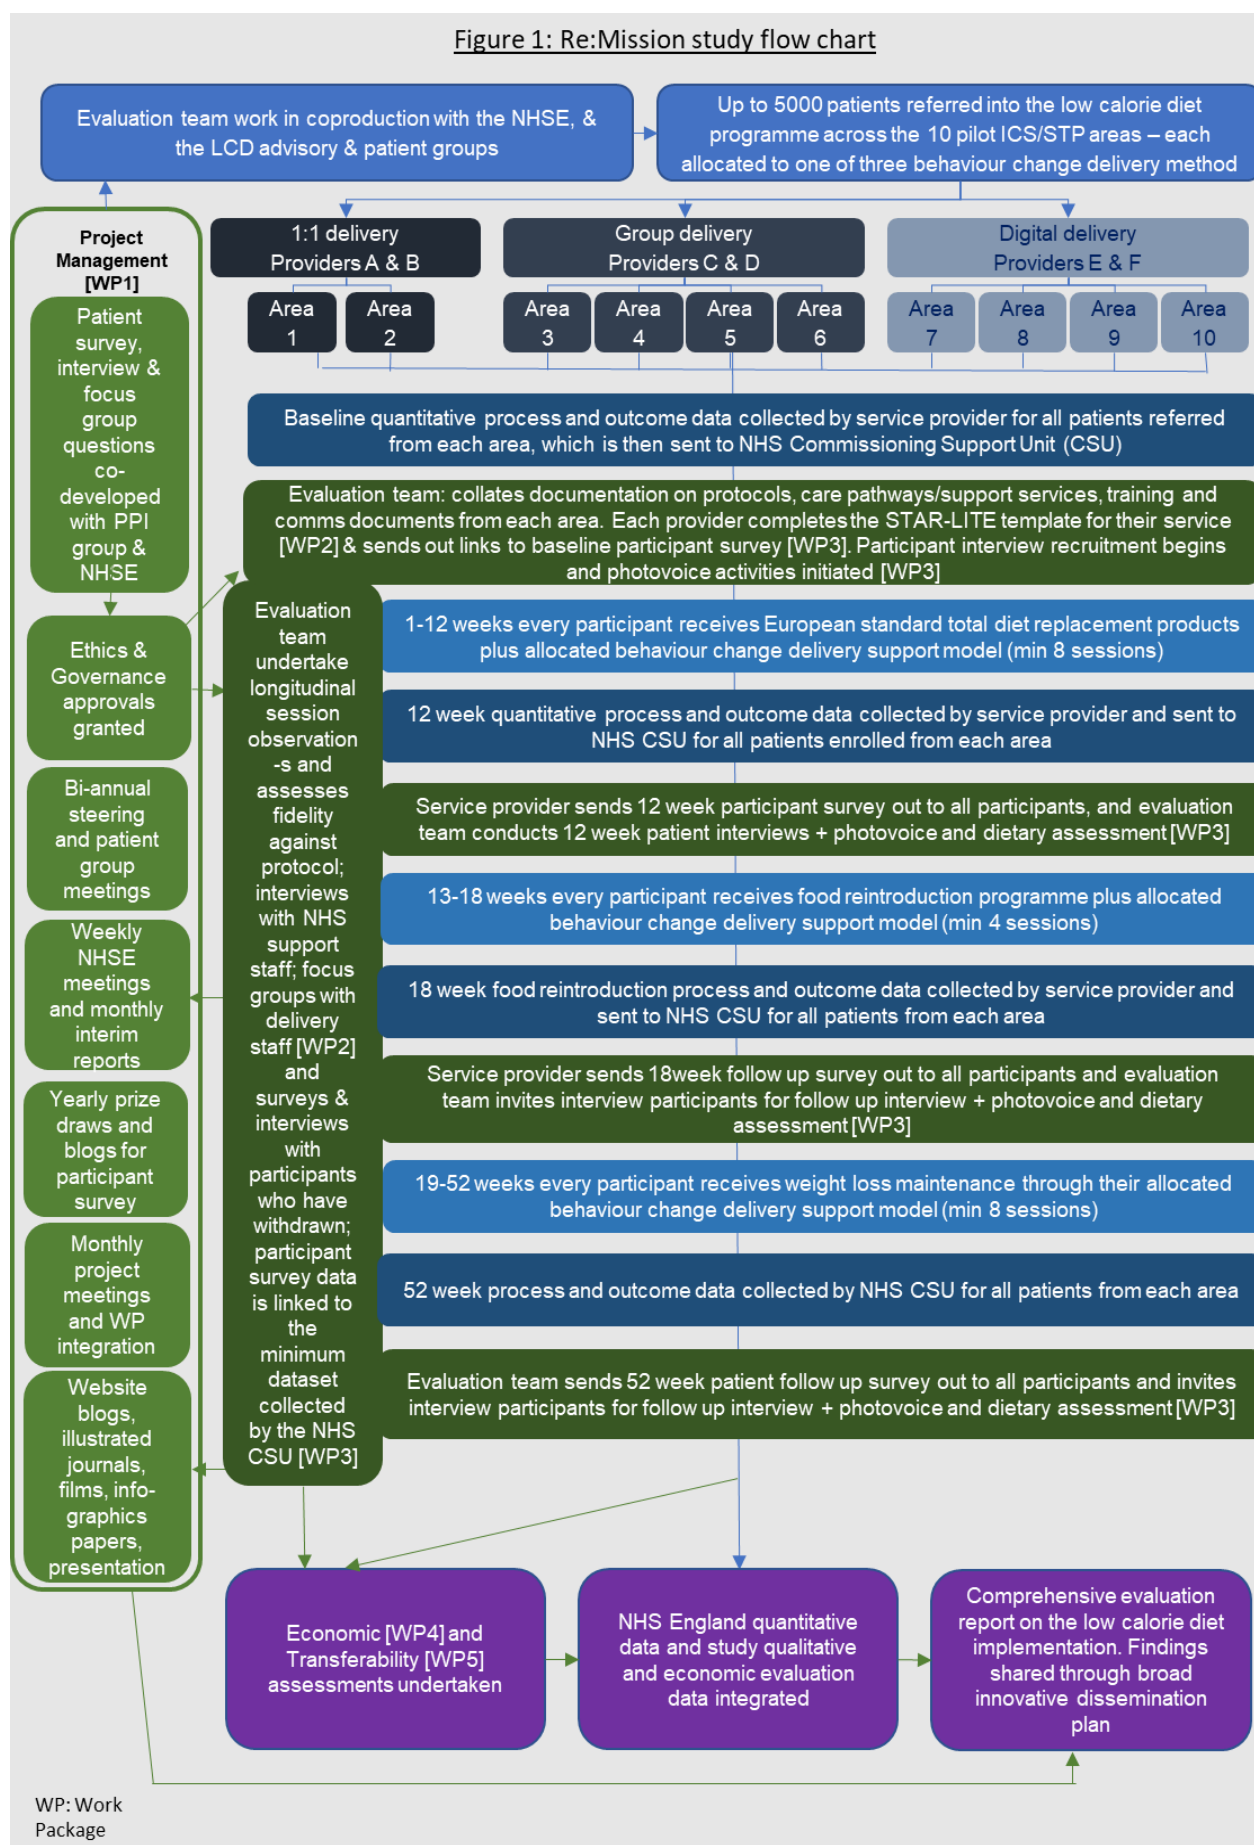 Figure 1: Re:Mission study flow chart
Evaluation team work in coproduction with the NHSE, &
the LCD advisory & patient groups
Up to 5000 patients referred into the low calorie diet
programme across the 10 pilot ICS/STP areas – each
allocated to one of three behaviour change delivery method
Project
Management
[WP1]
Patient
survey,
interview &
focus
group
questions
co-
developed
with PPI
group &
NHSE
Ethics &
Governance
approvals
granted
Bi-annual
steering
and patient
group
meetings
Weekly
NHSE
meetings
and monthly
interim
reports
Yearly prize
draws and
blogs for
participant
survey
Monthly
project
meetings
and WP
integration
Website
blogs,
illustrated
journals,
films, info-
graphics
papers,
presentation
1:1 delivery
Providers A & B
Group delivery
Providers C & D
Digital delivery
Providers E & F
Area
1
Area
2
Area
3
Area
4
Area
5
Area
6
Area
7
Area
8
Area
9
Area
10
Baseline quantitative process and outcome data collected by service provider for all patients referred
from each area, which is then sent to NHS Commissioning Support Unit (CSU)
Evaluation team: collates documentation on protocols, care pathways/support services, training and
comms documents from each area. Each provider completes the STAR-LITE template for their service
[WP2] & sends out links to baseline participant survey [WP3]. Participant interview recruitment begins
and photovoice activities initiated [WP3]
Evaluation
team
undertake
longitudinal
session
observation
-s and
assesses
fidelity
against
protocol;
interviews
with NHS
support
staff; focus
groups with
delivery
staff [WP2]
and
surveys &
interviews
with
participants
who have
withdrawn;
participant
survey data
is linked to
the
minimum
dataset
collected
by the NHS
CSU [WP3]
1-12 weeks every participant receives European standard total diet replacement products
plus allocated behaviour change delivery support model (min 8 sessions)
12 week quantitative process and outcome data collected by service provider and sent to
NHS CSU for all patients enrolled from each area
Service provider sends 12 week participant survey out to all participants, and evaluation
team conducts 12 week patient interviews + photovoice and dietary assessment [WP3]
13-18 weeks every participant receives food reintroduction programme plus allocated
behaviour change delivery support model (min 4 sessions)
18 week food reintroduction process and outcome data collected by service provider and
sent to NHS CSU for all patients from each area
Service provider sends 18week follow up survey out to all participants and evaluation
team invites interview participants for follow up interview + photovoice and dietary
assessment [WP3]
19-52 weeks every participant receives weight loss maintenance through their allocated
behaviour change delivery support model (min 8 sessions)
52 week process and outcome data collected by NHS CSU for all patients from each area
Evaluation team sends 52 week patient follow up survey out to all participants and invites
interview participants for follow up interview + photovoice and dietary assessment [WP3]
Economic [WP4] and
Transferability [WP5]
assessments undertaken
NHS England quantitative
data and study qualitative
and economic evaluation
data integrated
Comprehensive evaluation
report on the low calorie diet
implementation. Findings
shared through broad
innovative dissemination
plan
WP: Work
Package